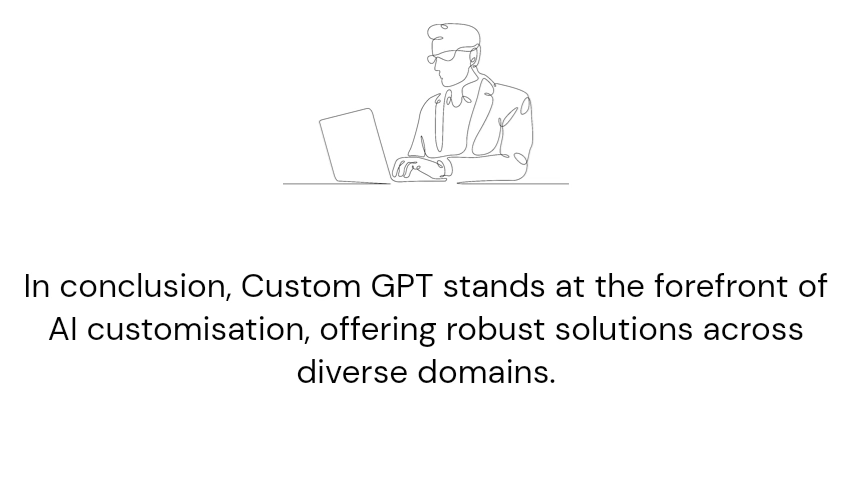 In conclusion, Custom GPT stands at the forefront of
AI customisation, offering robust solutions across
diverse domains.